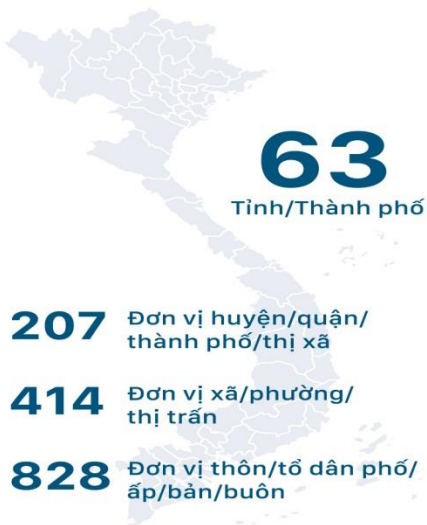 63
Tỉnh/Thành phố
207 Đơn vị huyện/quận/
thành phố/thị xã
414 Đơn vị xã/phường/
thị trấn
828 Đơn vị thôn/tổ dân phố/
ấp/bản/buôn